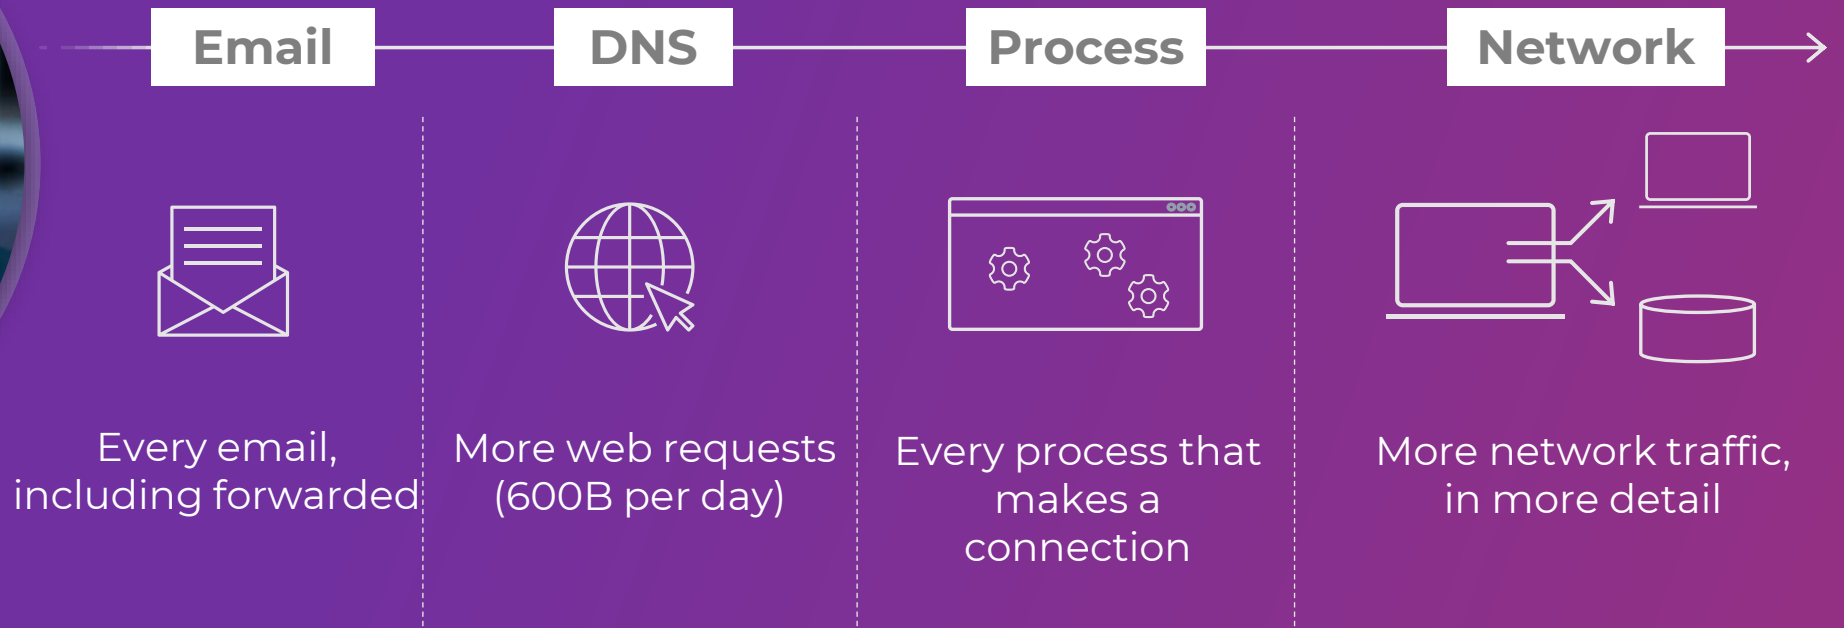 Email
DNS
Process
Network
Every email,
including forwarded
More web requests
(600B per day)
Every process that
makes a
connection
More network traffic,
in more detail